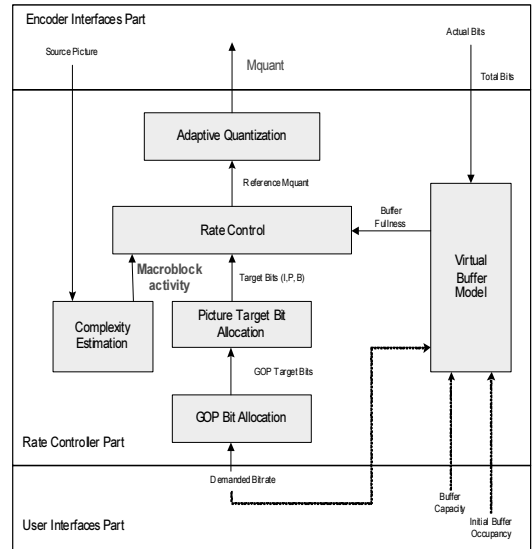 Encoder Interfaces Part
Source Picture
Mquant
Actual Bits
Total Bits
Adaptive Quantization
Reference Mquant
Rate Control
Buffer
Fullness
Virtual
Buffer
Model
Macroblock
activity
Target Bits (I,P, B)
Complexity
Estimation
Picture Target Bit
Allocation
GOP Target Bits
GOP Bit Allocation
Rate Controller Part
Demanded Bitrate
Buffer
Capacity
Initial Buffer
Occupancy
User Interfaces Part